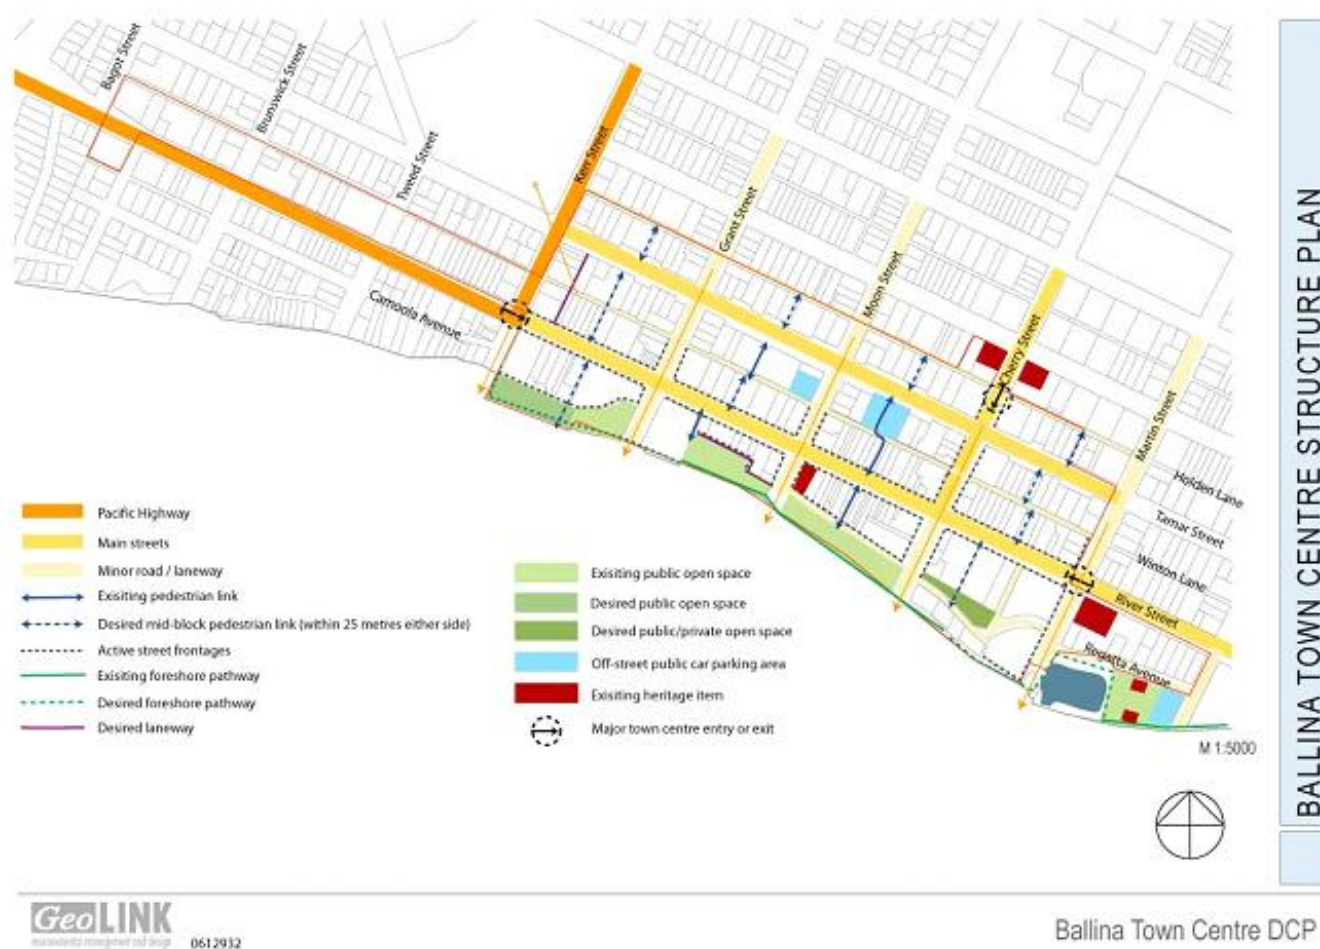 Bagot Street
Brunswick Street
Tweed Street
Kerr Street
Grant Street
Moon Street
Cherry Street
Martin Street
Camoola Avenue
Holden Lane
Tamar Street
Winton Lane
River Street
Regatta Avenue
Pacific Highway
Main streets
Minor road / laneway
Exisiting pedestrian link
Desired mid-block pedestrian link (within 25 metres either side)
Active street frontages
Exisiting foreshore pathway
Desired foreshore pathway
Desired laneway
Exisiting public open space
Desired public open space
Desired public/private open space
Off-street public car parking area
Exisiting heritage item
Major town centre entry or exit
M 1:5000
BALLINA TOWN CENTRE STRUCTURE PLAN
GeoLINK
environmental management and design
0612932
Ballina Town Centre DCP